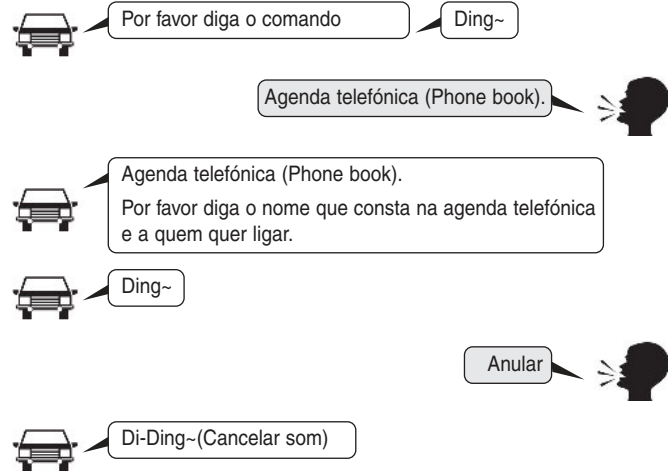 Por favor diga o comando
Ding~
Agenda telefónica (Phone book).
Agenda telefónica (Phone book).
Por favor diga o nome que consta na agenda telefónica
e a quem quer ligar.
Ding~
Anular
Di-Ding~(Cancelar som)